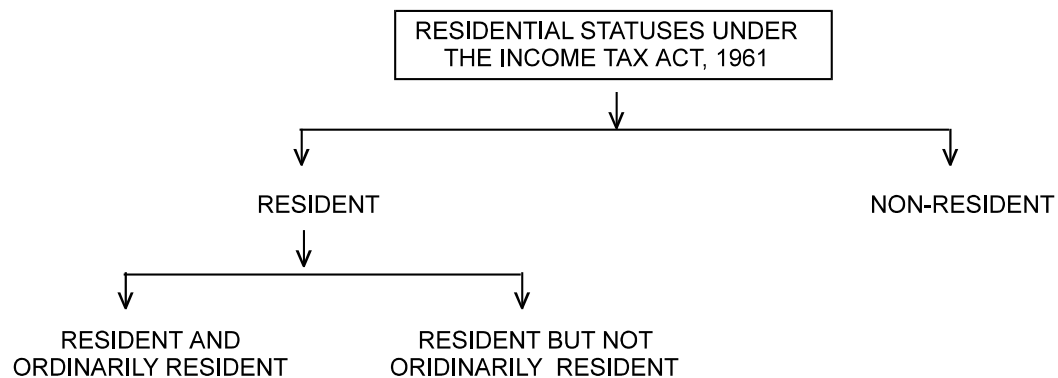 RESIDENTIAL STATUSES UNDER
THE INCOME TAX ACT, 1961
RESIDENT
NON-RESIDENT
RESIDENT AND
ORDINARILY RESIDENT
RESIDENT BUT NOT
ORIDINARILY RESIDENT